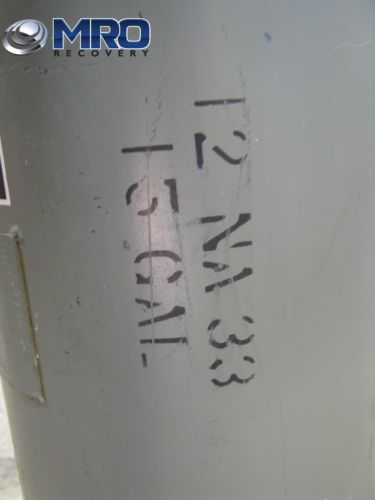 MRO
RECOVERY
12 NA 33
15 GAL